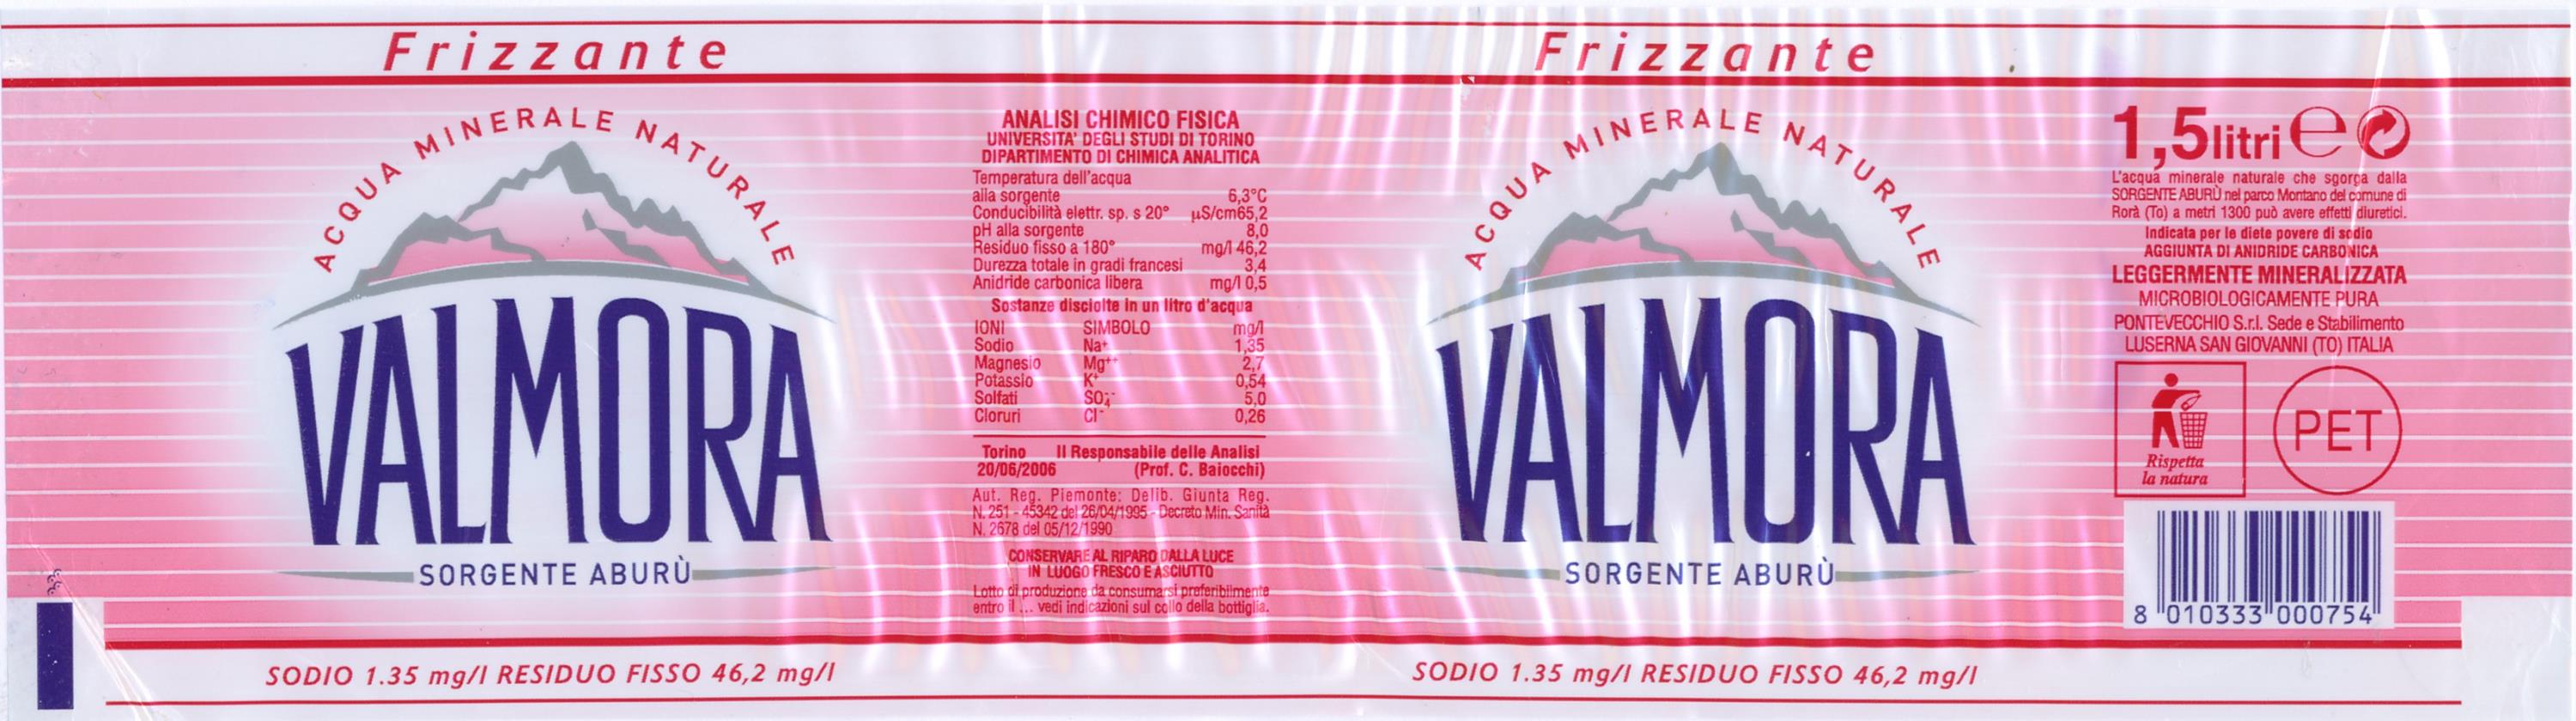 Frizzante
ACQUA MINERALE NATURALE
VALMORA
SORGENTE ABURÙ
SODIO 1.35 mg/l RESIDUO FISSO 46,2 mg/l
ANALISI CHIMICO FISICA
UNIVERSITA' DEGLI STUDI DI TORINO
DIPARTIMENTO DI CHIMICA ANALITICA
Temperatura dell'acqua
alla sorgente 6,3°C
Conducibilità elettr. sp. s 20° µS/cm65,2
pH alla sorgente 8,0
Residuo fisso a 180° mg/l 46,2
Durezza totale in gradi francesi 3,4
Anidride carbonica libera mg/l 0,5
Sostanze disciolte in un litro d'acqua
IONI SIMBOLO mg/l
Sodio Na+ 1,35
Magnesio Mg++ 2,7
Potassio K+ 0,54
Solfati SO4-- 5,0
Cloruri Cl- 0,26
Torino Il Responsabile delle Analisi
20/06/2006 (Prof. C. Baiocchi)
Aut. Reg. Piemonte: Delib. Giunta Reg.
N. 251 - 45342 del 26/04/1995 - Decreto Min. Sanità
N. 2678 del 05/12/1990
CONSERVARE AL RIPARO DALLA LUCE
IN LUOGO FRESCO E ASCIUTTO
Lotto di produzione da consumarsi preferibilmente
entro il ... vedi indicazioni sul collo della bottiglia.
Frizzante
ACQUA MINERALE NATURALE
VALMORA
SORGENTE ABURÙ
SODIO 1.35 mg/l RESIDUO FISSO 46,2 mg/l
1,5 litri e
L'acqua minerale naturale che sgorga dalla
SORGENTE ABURÙ nel parco Montano del comune di
Rorà (To) a metri 1300 può avere effetti diuretici.
Indicata per le diete povere di sodio
AGGIUNTA DI ANIDRIDE CARBONICA
LEGGERMENTE MINERALIZZATA
MICROBIOLOGICAMENTE PURA
PONTEVECCHIO S.r.l. Sede e Stabilimento
LUSERNA SAN GIOVANNI (TO) ITALIA
Rispetta
la natura
PET
8 010333 000754